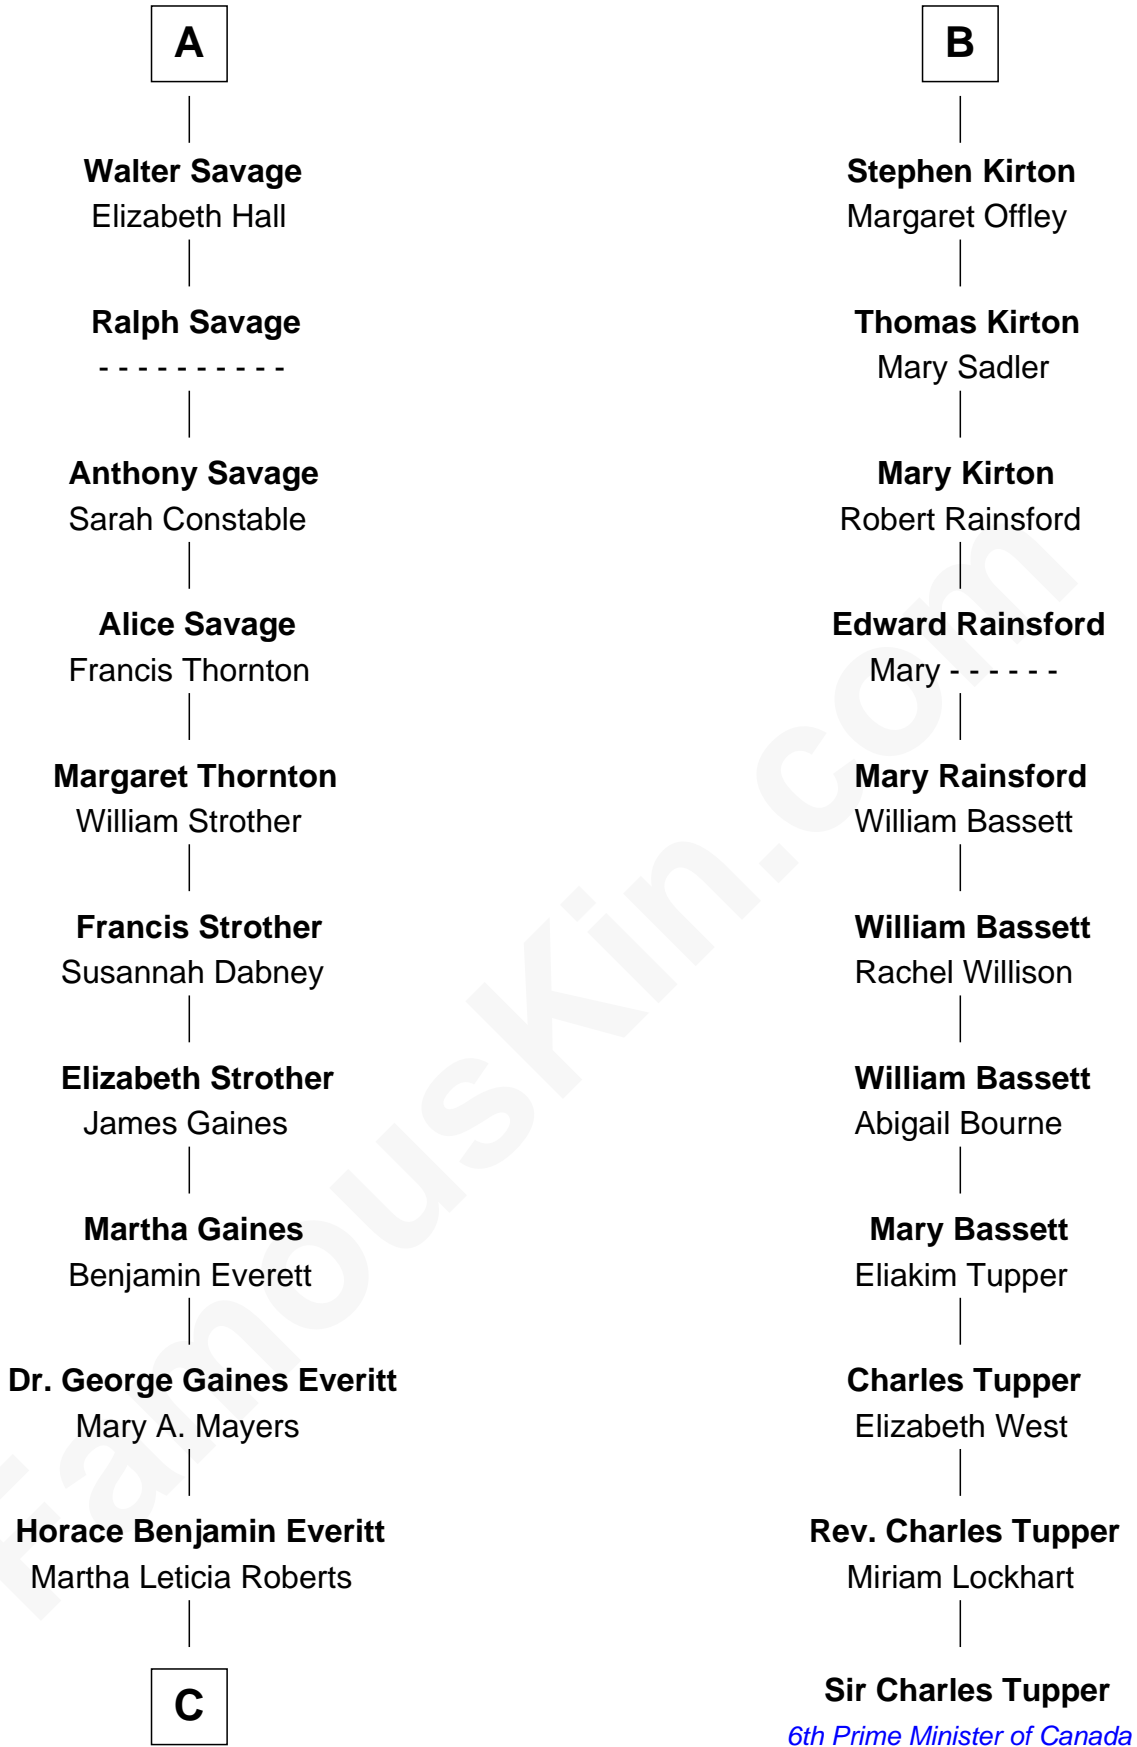 A
Walter Savage
Elizabeth Hall
Ralph Savage
- - - - - - - - - -
Anthony Savage
Sarah Constable
Alice Savage
Francis Thornton
Margaret Thornton
William Strother
Francis Strother
Susannah Dabney
Elizabeth Strother
James Gaines
Martha Gaines
Benjamin Everett
Dr. George Gaines Everitt
Mary A. Mayers
Horace Benjamin Everitt
Martha Leticia Roberts
C
B
Stephen Kirton
Margaret Offley
Thomas Kirton
Mary Sadler
Mary Kirton
Robert Rainsford
Edward Rainsford
Mary - - - - - -
Mary Rainsford
William Bassett
William Bassett
Rachel Willison
William Bassett
Abigail Bourne
Mary Bassett
Eliakim Tupper
Charles Tupper
Elizabeth West
Rev. Charles Tupper
Miriam Lockhart
Sir Charles Tupper
6th Prime Minister of Canada
FamousKin.com